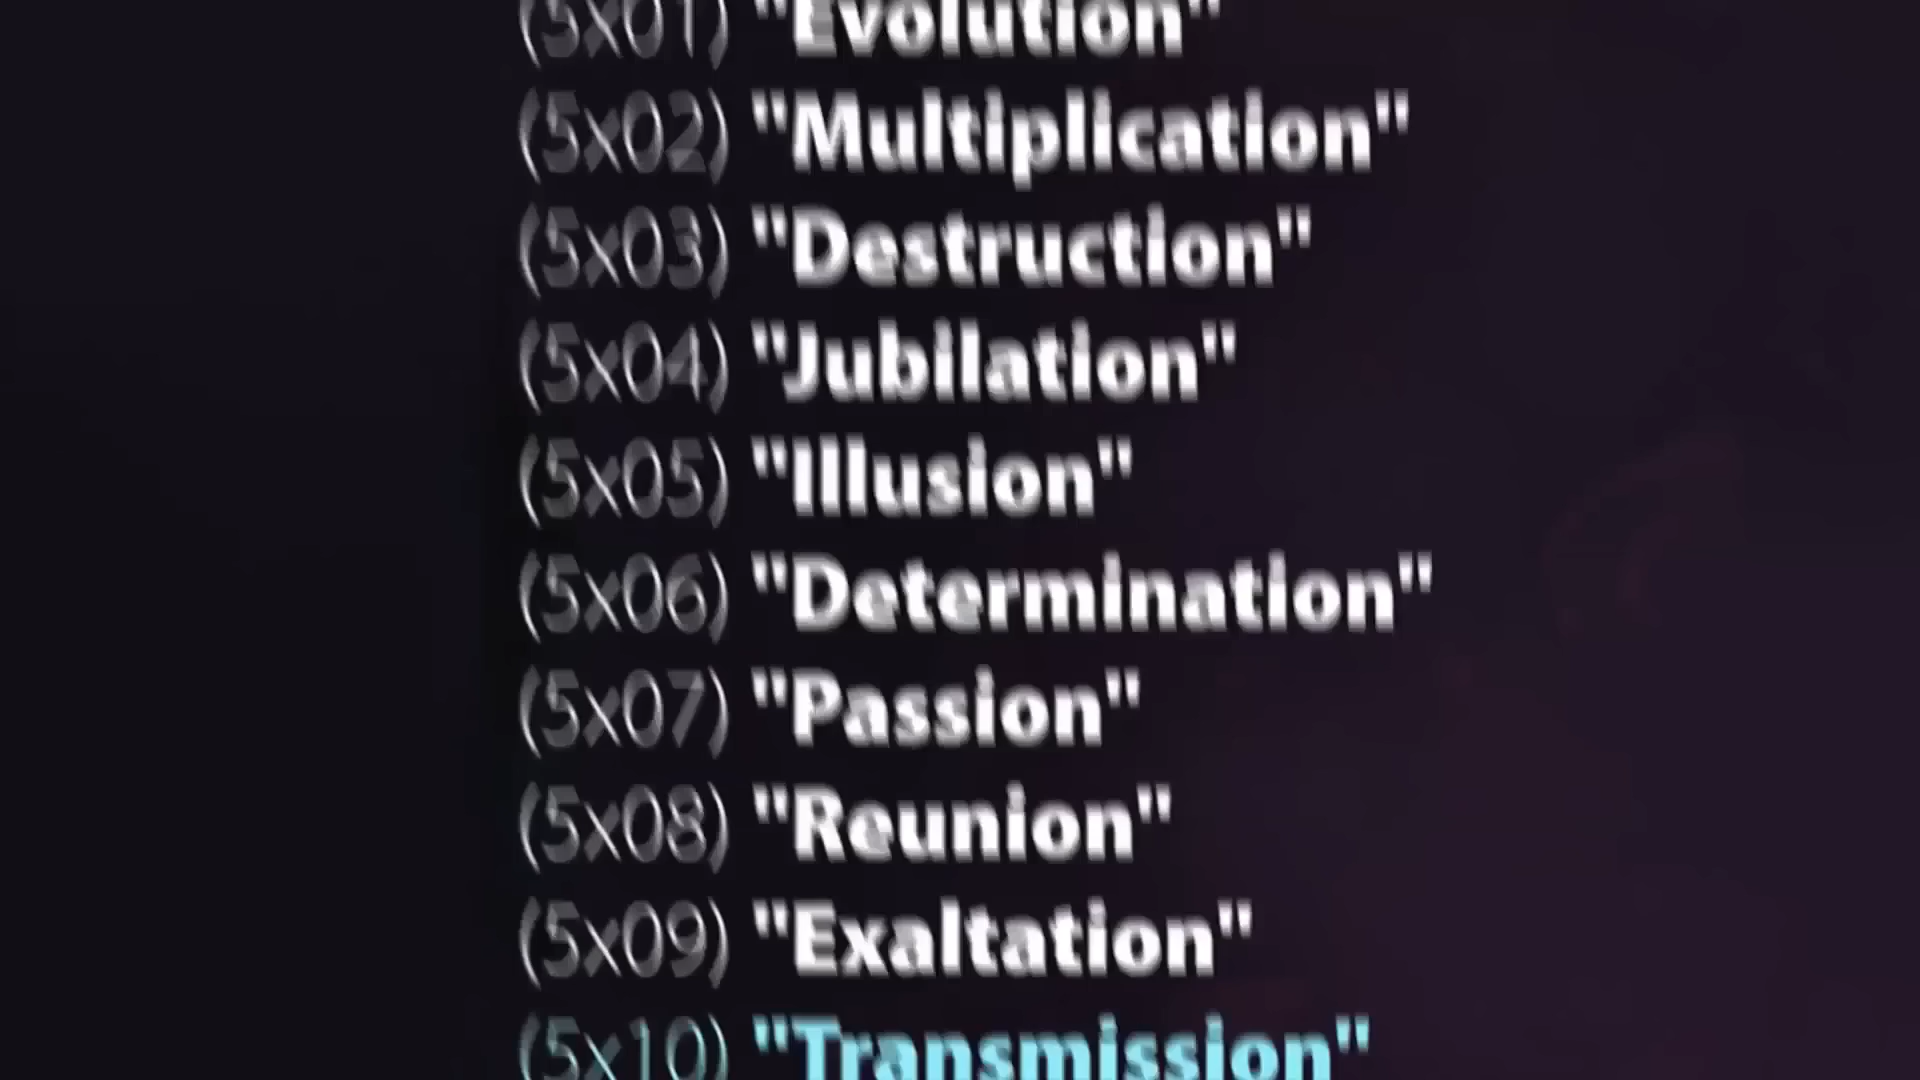 (5x01) "Evolution"
(5x02) "Multiplication"
(5x03) "Destruction"
(5x04) "Jubilation"
(5x05) "Illusion"
(5x06) "Determination"
(5x07) "Passion"
(5x08) "Reunion"
(5x09) "Exaltation"
(5x10) "Transmission"